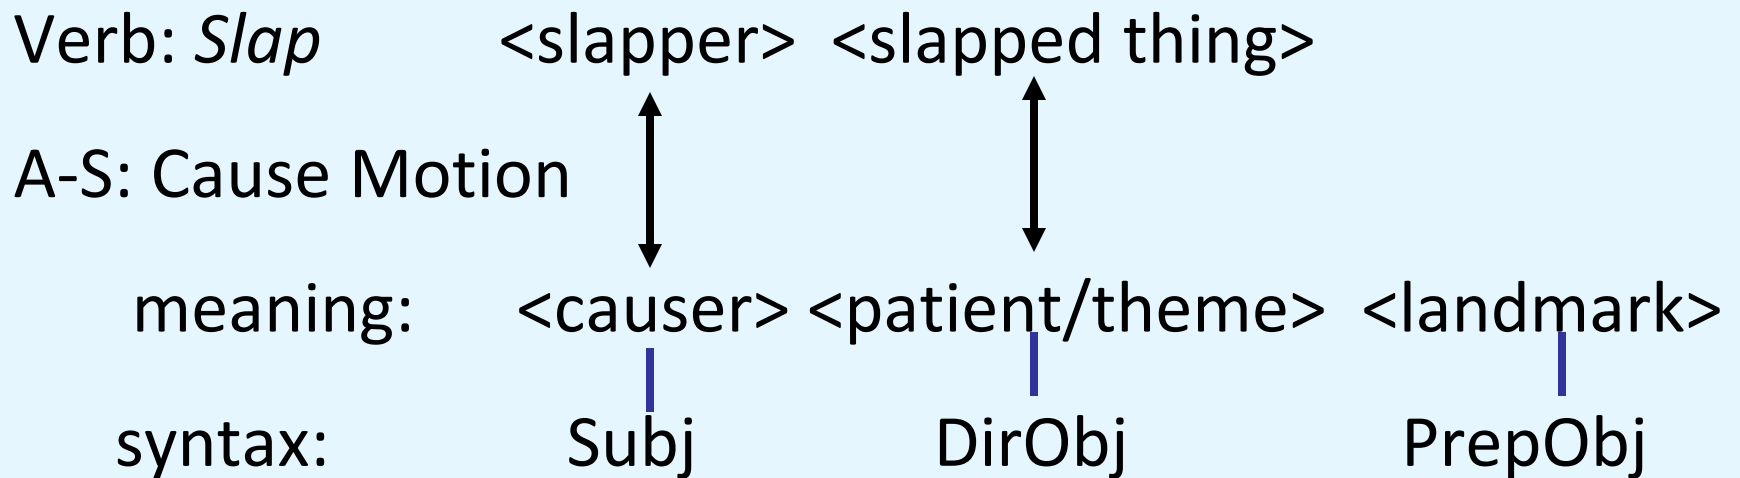 Verb: Slap <slapper> <slapped thing>
A-S: Cause Motion
meaning: <causer> <patient/theme> <landmark>
syntax: Subj DirObj PrepObj